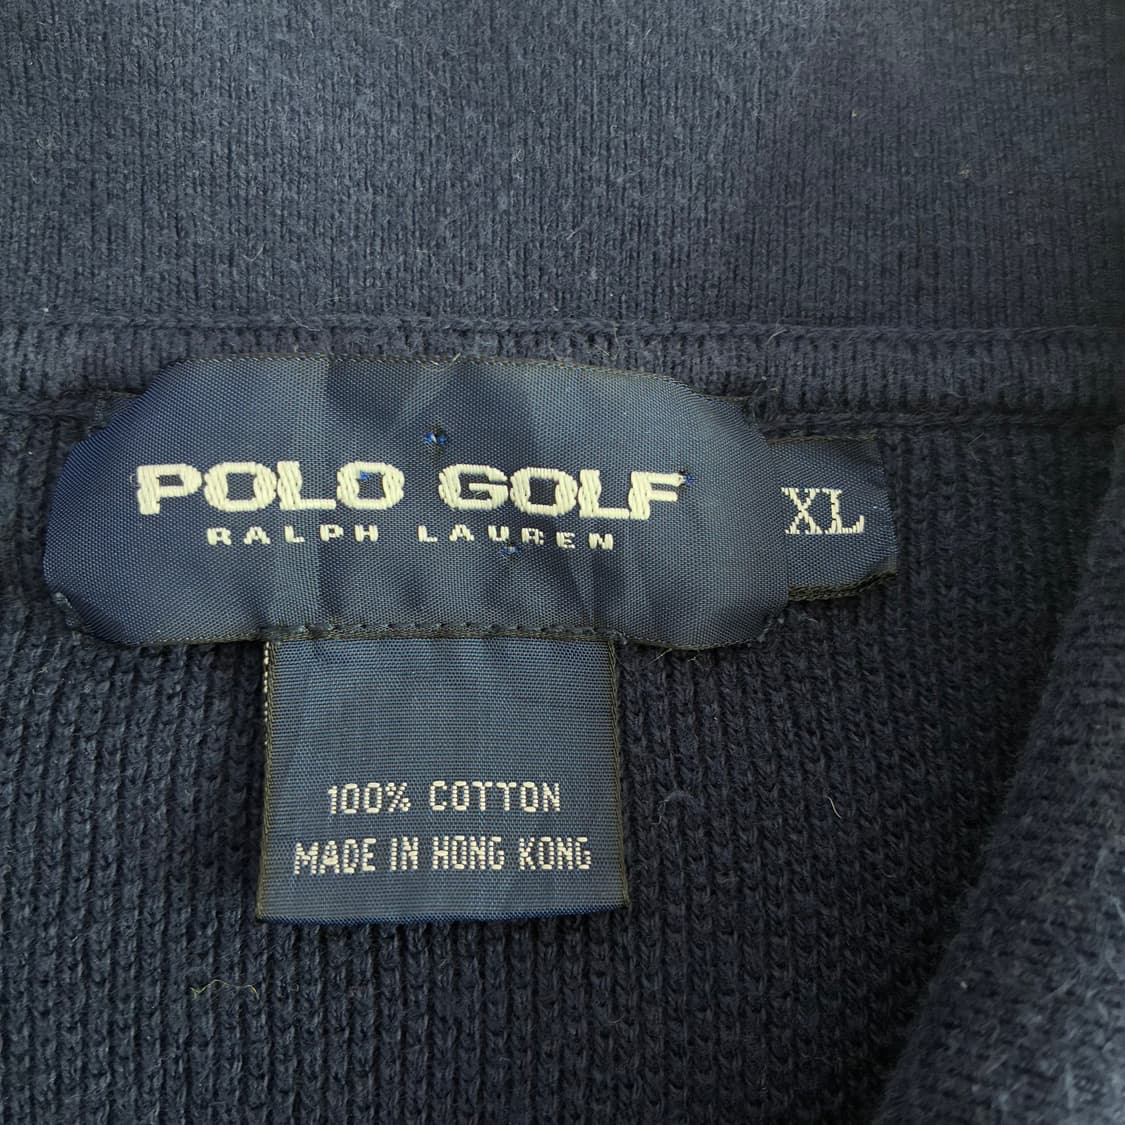 POLO GOLF
RALPH LAUREN
XL
100% COTTON
MADE IN HONG KONG